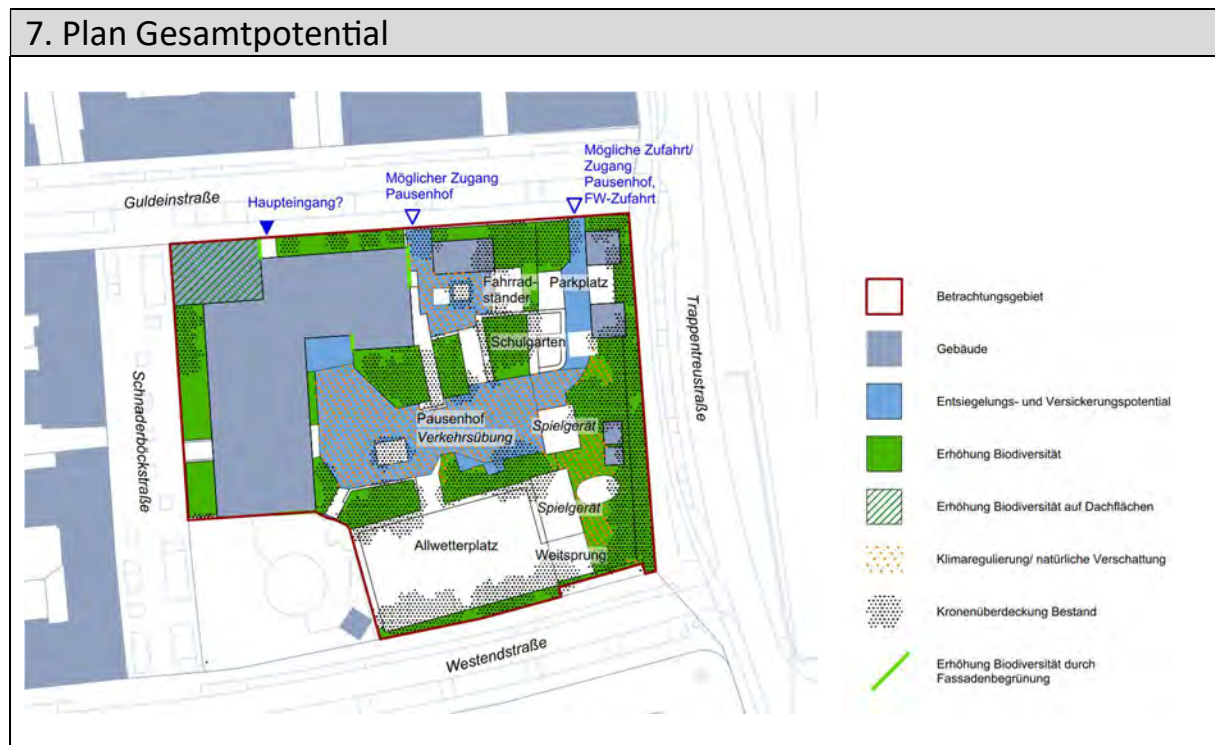 7. Plan Gesamtpotential
Mögliche Zufahrt/
Zugang
Pausenhof,
FW-Zufahrt
Möglicher Zugang
Pausenhof
Haupteingang?
Guldeinstraße
Fahrrad-
ständer
Parkplatz
Schulgarten
Trappentreustraße
Schnaderböckstraße
Pausenhof
Verkehrsübung
Spielgerät
Spielgerät
Allwetterplatz
Weitsprung
Westendstraße
Betrachtungsgebiet
Gebäude
Entsiegelungs- und Versickerungspotential
Erhöhung Biodiversität
Erhöhung Biodiversität auf Dachflächen
Klimaregulierung/ natürliche Verschattung
Kronenüberdeckung Bestand
Erhöhung Biodiversität durch
Fassadenbegrünung